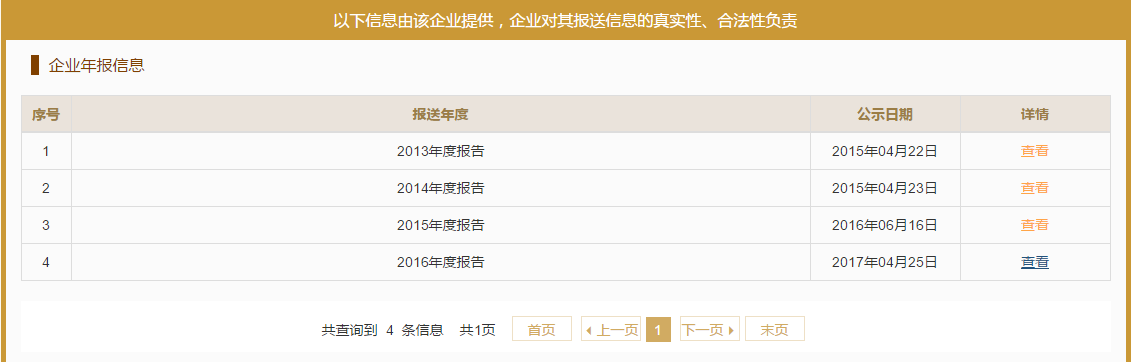 以下信息由该企业提供，企业对其报送信息的真实性、合法性负责
企业年报信息
序号 报送年度 公示日期 详情
1 2013年度报告 2015年04月22日 查看
2 2014年度报告 2015年04月23日 查看
3 2015年度报告 2016年06月16日 查看
4 2016年度报告 2017年04月25日 查看
共查询到 4 条信息 共1页 首页 上一页 1 下一页 末页